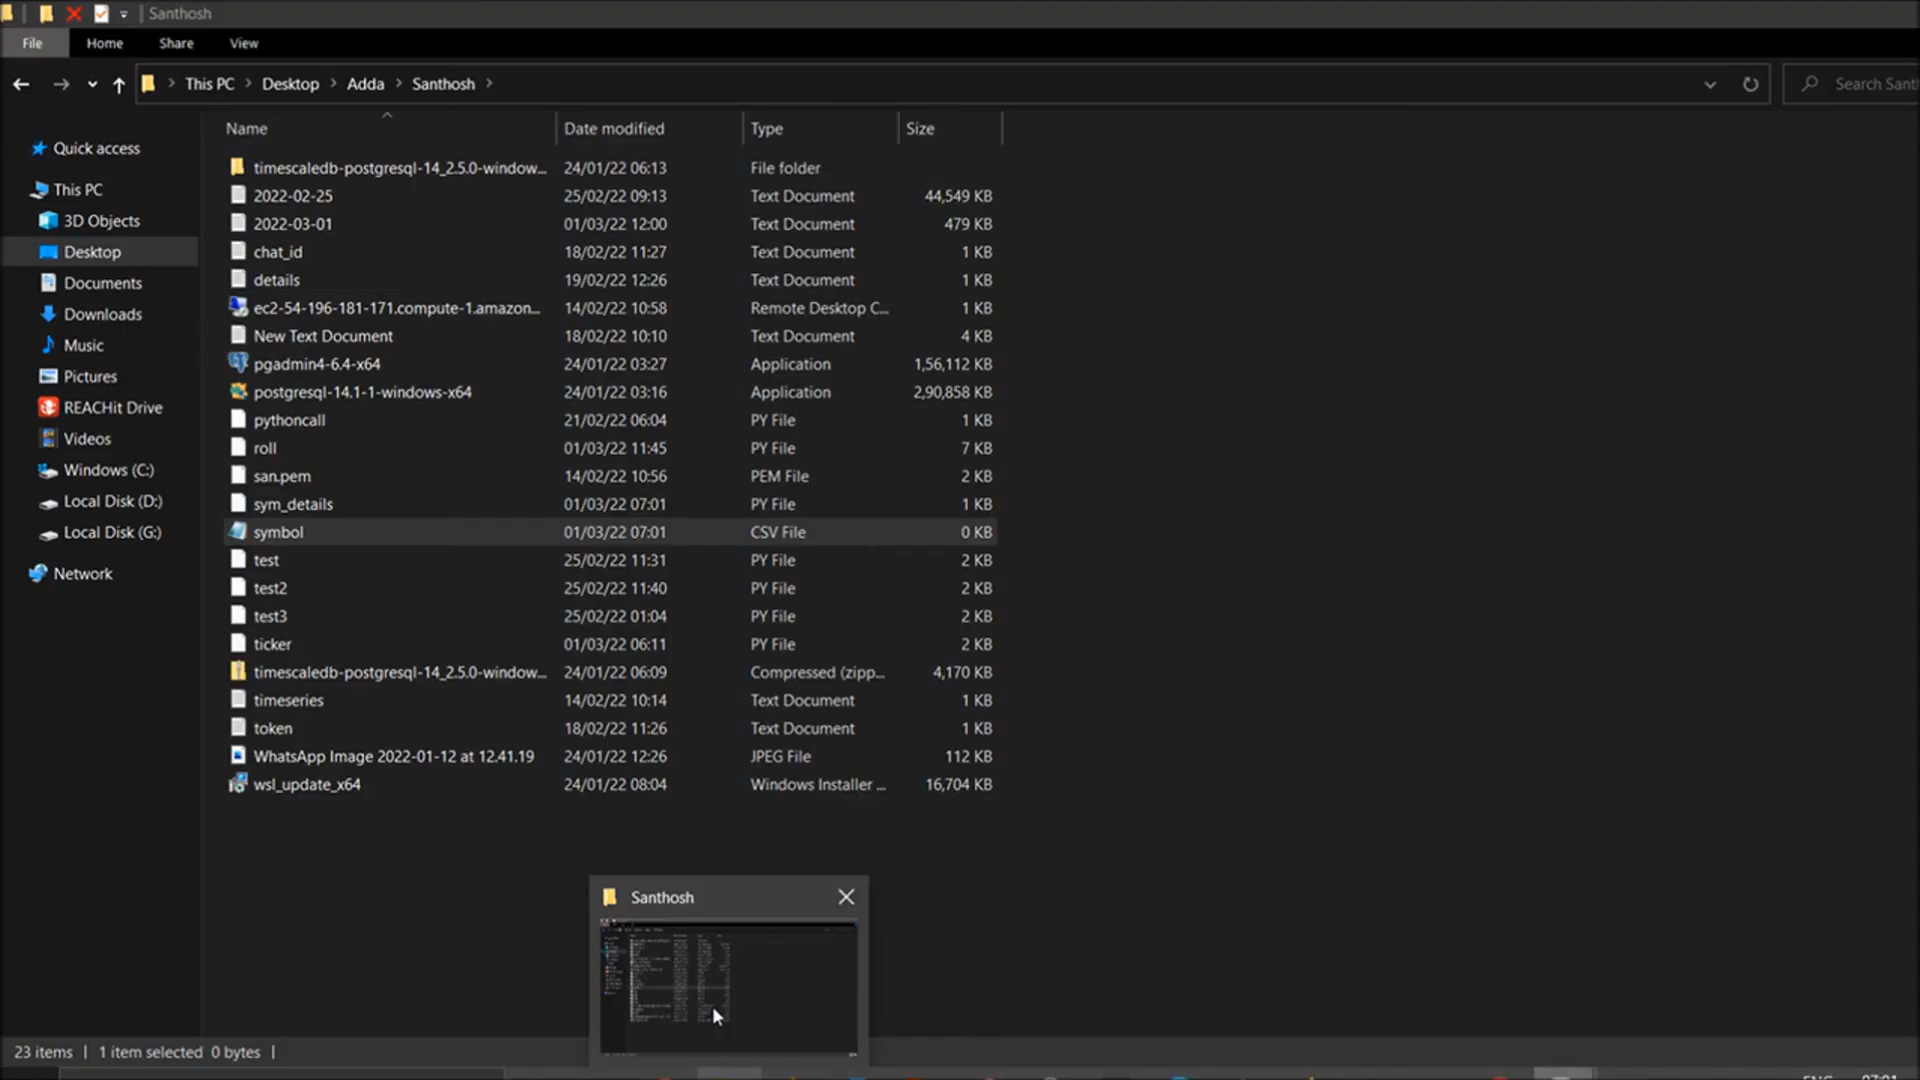 Santhosh
File Home Share View
This PC Desktop Adda Santhosh
Search Sant
Name Date modified Type Size
Quick access
This PC
3D Objects
Desktop
Documents
Downloads
Music
Pictures
REACHit Drive
Videos
Windows (C:)
Local Disk (D:)
Local Disk (G:)
Network
timescaledb-postgresql-14_2.5.0-window... 24/01/22 06:13 File folder
2022-02-25 25/02/22 09:13 Text Document 44,549 KB
2022-03-01 01/03/22 12:00 Text Document 479 KB
chat_id 18/02/22 11:27 Text Document 1 KB
details 19/02/22 12:26 Text Document 1 KB
ec2-54-196-181-171.compute-1.amazon... 14/02/22 10:58 Remote Desktop C... 1 KB
New Text Document 18/02/22 10:10 Text Document 4 KB
pgadmin4-6.4-x64 24/01/22 03:27 Application 1,56,112 KB
postgresql-14.1-1-windows-x64 24/01/22 03:16 Application 2,90,858 KB
pythoncall 21/02/22 06:04 PY File 1 KB
roll 01/03/22 11:45 PY File 7 KB
san.pem 14/02/22 10:56 PEM File 2 KB
sym_details 01/03/22 07:01 PY File 1 KB
symbol 01/03/22 07:01 CSV File 0 KB
test 25/02/22 11:31 PY File 2 KB
test2 25/02/22 11:40 PY File 2 KB
test3 25/02/22 01:04 PY File 2 KB
ticker 01/03/22 06:11 PY File 2 KB
timescaledb-postgresql-14_2.5.0-window... 24/01/22 06:09 Compressed (zipp... 4,170 KB
timeseries 14/02/22 10:14 Text Document 1 KB
token 18/02/22 11:26 Text Document 1 KB
WhatsApp Image 2022-01-12 at 12.41.19 24/01/22 12:26 JPEG File 112 KB
wsl_update_x64 24/01/22 08:04 Windows Installer ... 16,704 KB
Santhosh
23 items 1 item selected 0 bytes